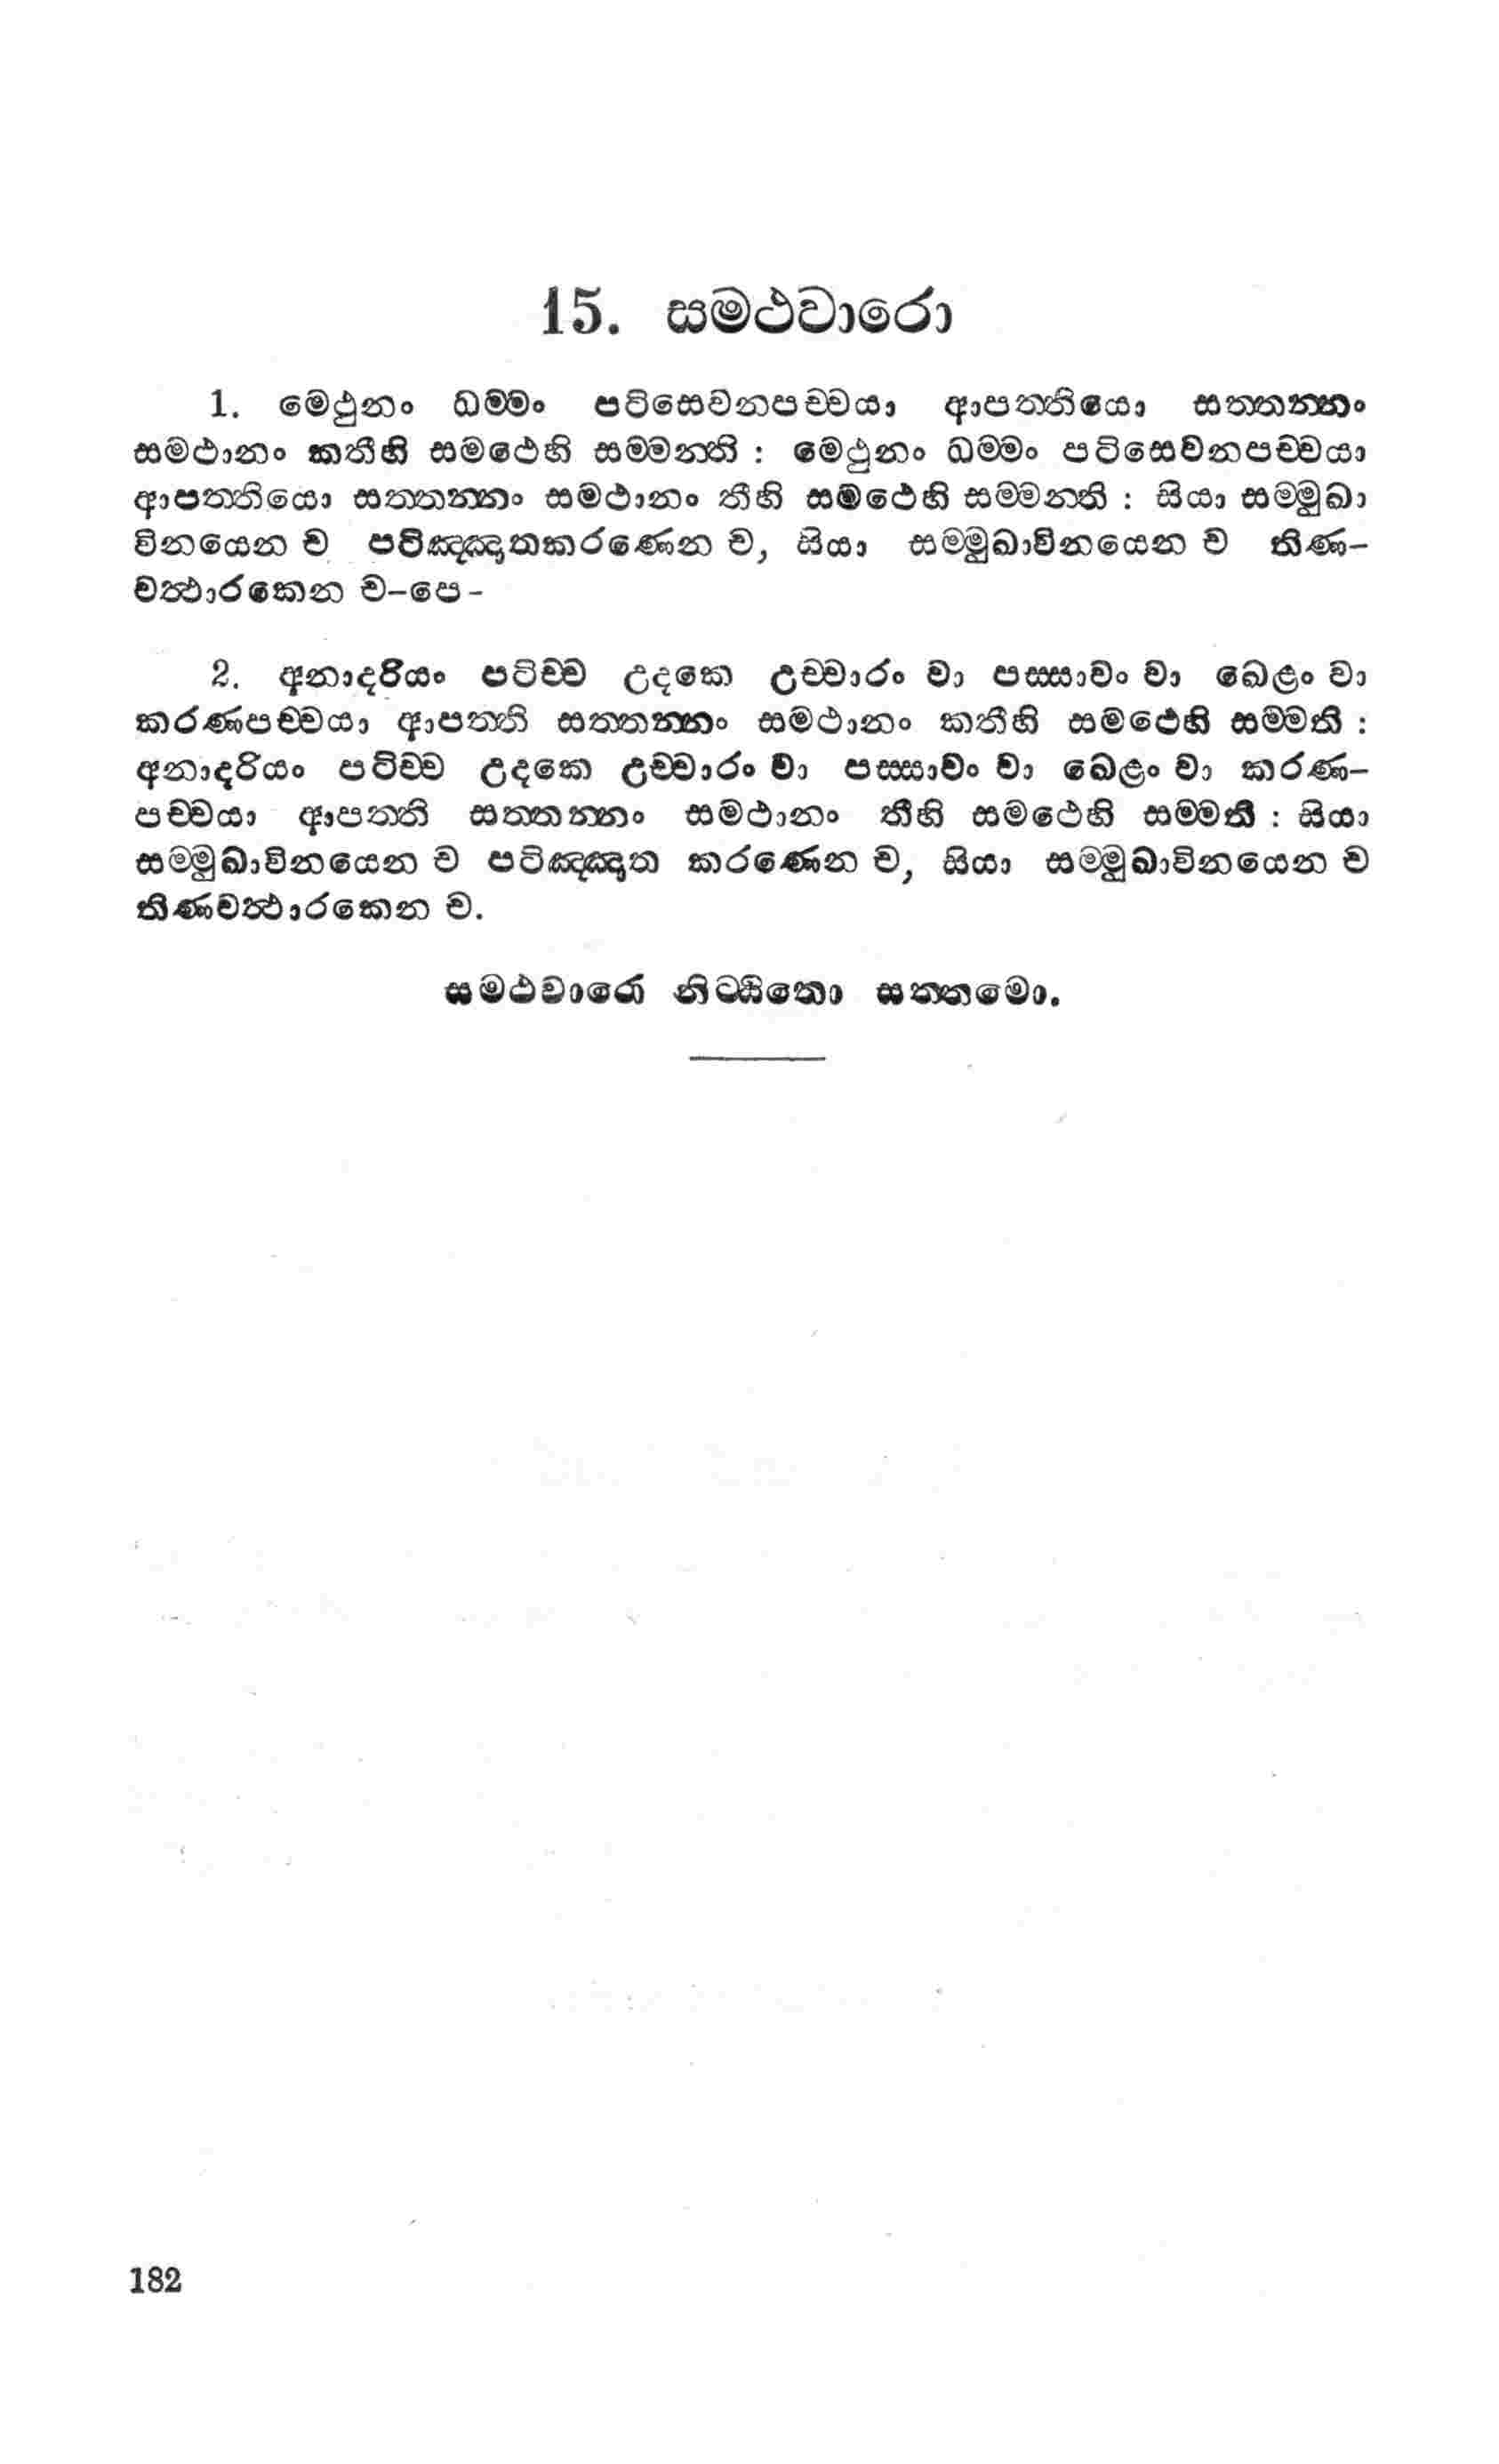 15. සමථවාරො
1. මෙථුනං ධම්මං පටිසෙවනපච්චයා ආපත්තියො සත්තන්නං
සමථානං කතීහි සමථෙහි සම්මන්ති : මෙථුනං ධම්මං පටිසෙවනපච්චයා
ආපත්තියො සත්තන්නං සමථානං තීහි සමථෙහි සම්මන්ති : සියා සම්මුඛා
විනයෙන ච පටිඤ්ඤාතකරණෙන ච, සියා සම්මුඛාවිනයෙන ච තිණ-
වත්ථාරකෙන ච-පෙ-
2. අනාදරියං පටිච්ච උදකෙ උච්චාරං වා පස්සාවං වා ඛෙළං වා
කරණපච්චයා ආපත්ති සත්තන්නං සමථානං කතීහි සමථෙහි සම්මති :
අනාදරියං පටිච්ච උදකෙ උච්චාරං වා පස්සාවං වා ඛෙළං වා කරණ-
පච්චයා ආපත්ති සත්තන්නං සමථානං තීහි සමථෙහි සම්මති : සියා
සම්මුඛාවිනයෙන ච පටිඤ්ඤාත කරණෙන ච, සියා සම්මුඛාවිනයෙන ච
තිණවත්ථාරකෙන ච.
සමථවාරෙ නිට්ඨිතො සත්තමො.
182